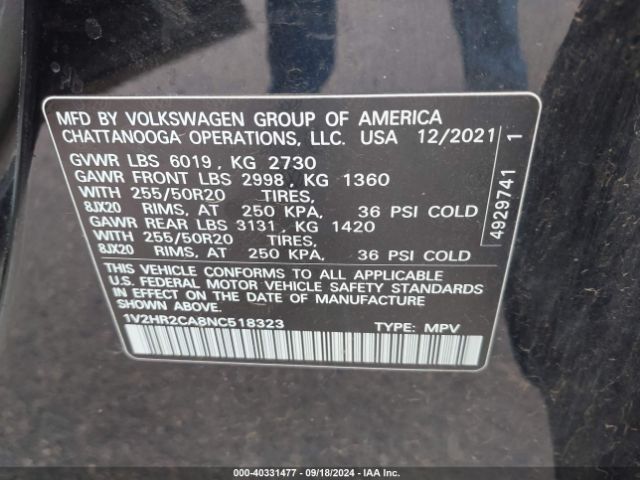 MFD BY VOLKSWAGEN GROUP OF AMERICA
CHATTANOOGA OPERATIONS, LLC. USA 12/2021
GVWR LBS 6019, KG 2730
GAWR FRONT LBS 2998, KG 1360
WITH 255/50R20 TIRES,
8JX20 RIMS, AT 250 KPA, 36 PSI COLD
GAWR REAR LBS 3131, KG 1420
WITH 255/50R20 TIRES,
8JX20 RIMS, AT 250 KPA, 36 PSI COLD
THIS VEHICLE CONFORMS TO ALL APPLICABLE
U.S. FEDERAL MOTOR VEHICLE SAFETY STANDARDS
IN EFFECT ON THE DATE OF MANUFACTURE.
1V2HR2CA8NC518323 TYPE: MPV
4929741 1
© - 40331477 - 09/18/2024 - IAA Inc.